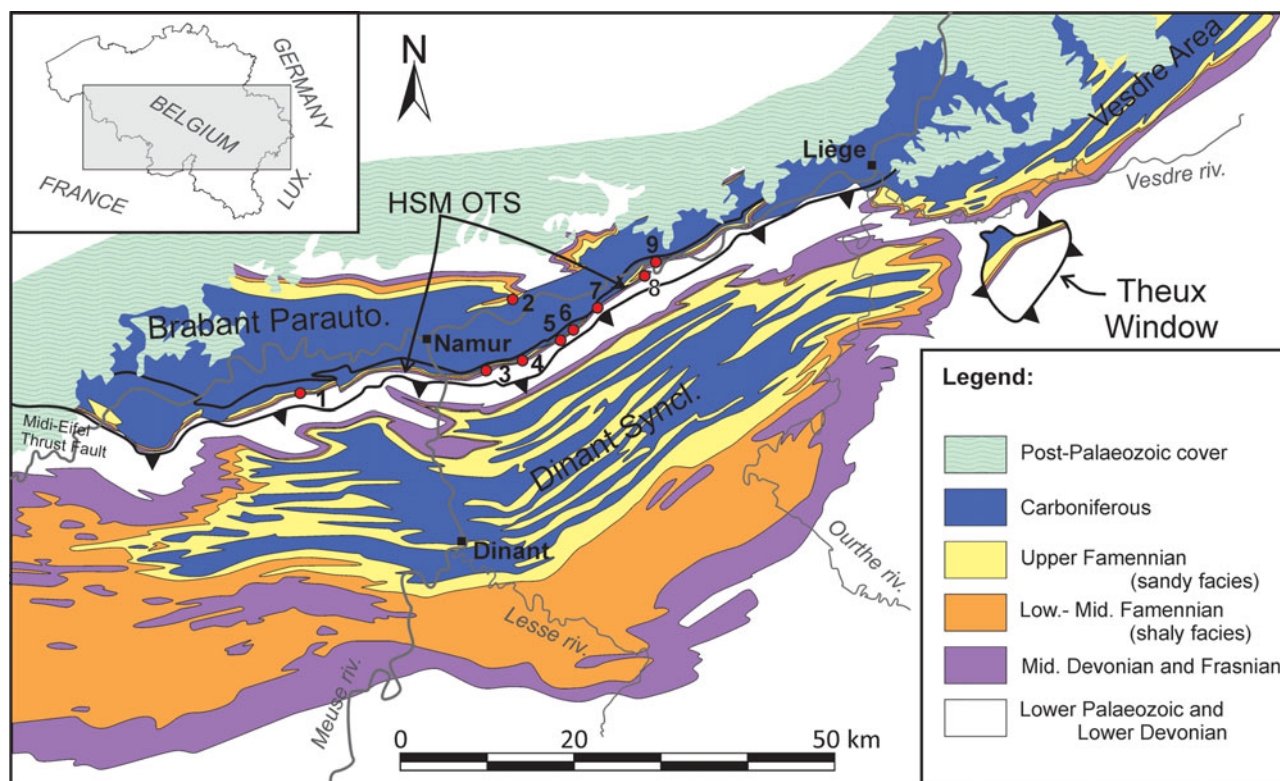 GERMANY
BELGIUM
FRANCE
LUX.
N
Vesdre Area
Liège
Vesdre riv.
HSM OTS
9
8
2
7
Theux
Window
Brabant Parauto.
6
5
Namur
4
3
1
Midi-Eifel
Thrust Fault
Dinant Syncl.
Dinant
Ourthe riv.
Lesse riv.
Meuse riv.
0 20 50 km
Legend:
Post-Palaeozoic cover
Carboniferous
Upper Famennian
(sandy facies)
Low.- Mid. Famennian
(shaly facies)
Mid. Devonian and Frasnian
Lower Palaeozoic and
Lower Devonian